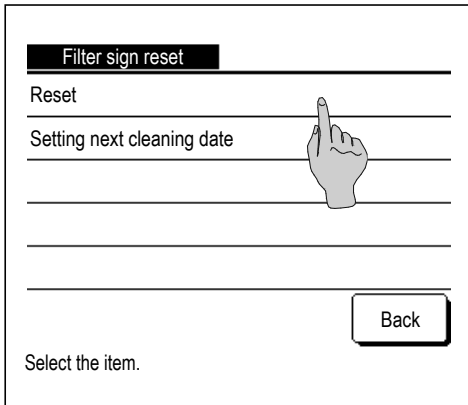 Filter sign reset
Reset
Setting next cleaning date
Back
Select the item.